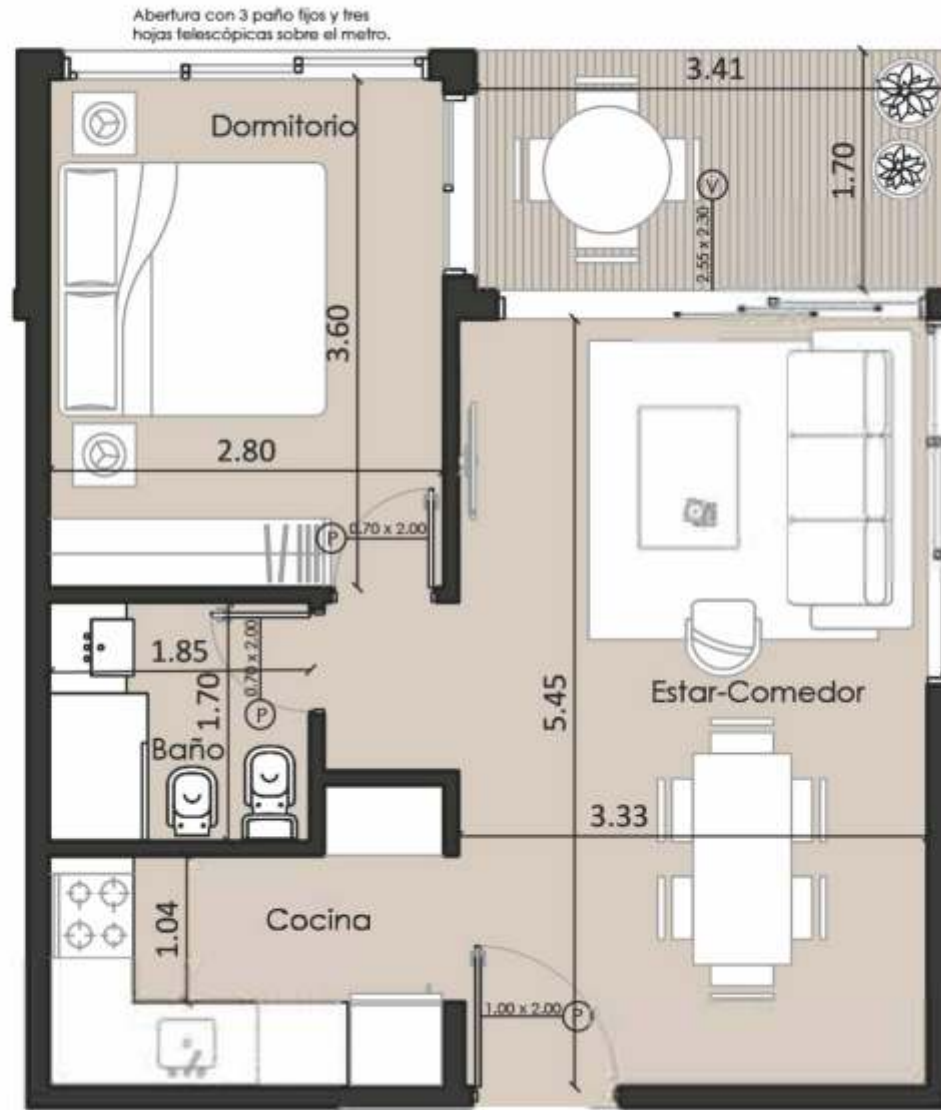 Abertura con 3 paño fijos y tres
hojas telescópicas sobre el metro.
3.41
Dormitorio
1.70
V
2.55 x 2.30
3.60
2.80
P
0.70 x 2.00
1.85
0.70 x 2.00
1.70
P
Baño
5.45
Estar-Comedor
3.33
1.04
Cocina
1.00 x 2.00
P